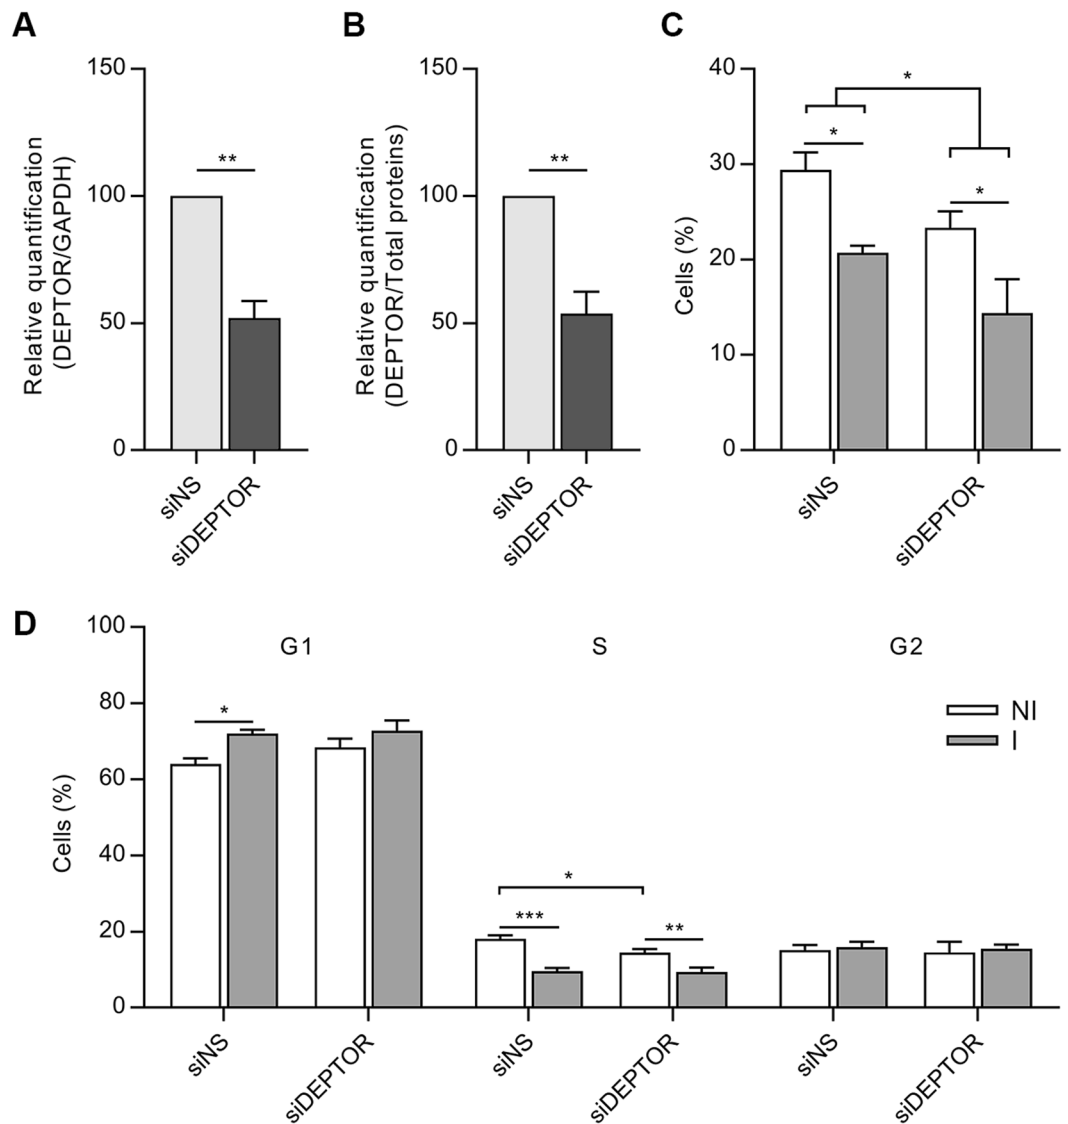 A
150
100
50
0
Relative quantification
(DEPTOR/GAPDH)
**
siNS
siDEPTOR
B
150
100
50
0
Relative quantification
(DEPTOR/Total proteins)
**
siNS
siDEPTOR
C
40
30
20
10
0
Cells (%)
*
*
*
siNS
siDEPTOR
D
100
80
60
40
20
0
Cells (%)
G1
S
G2
NI
I
*
*
***
**
siNS
siDEPTOR
siNS
siDEPTOR
siNS
siDEPTOR